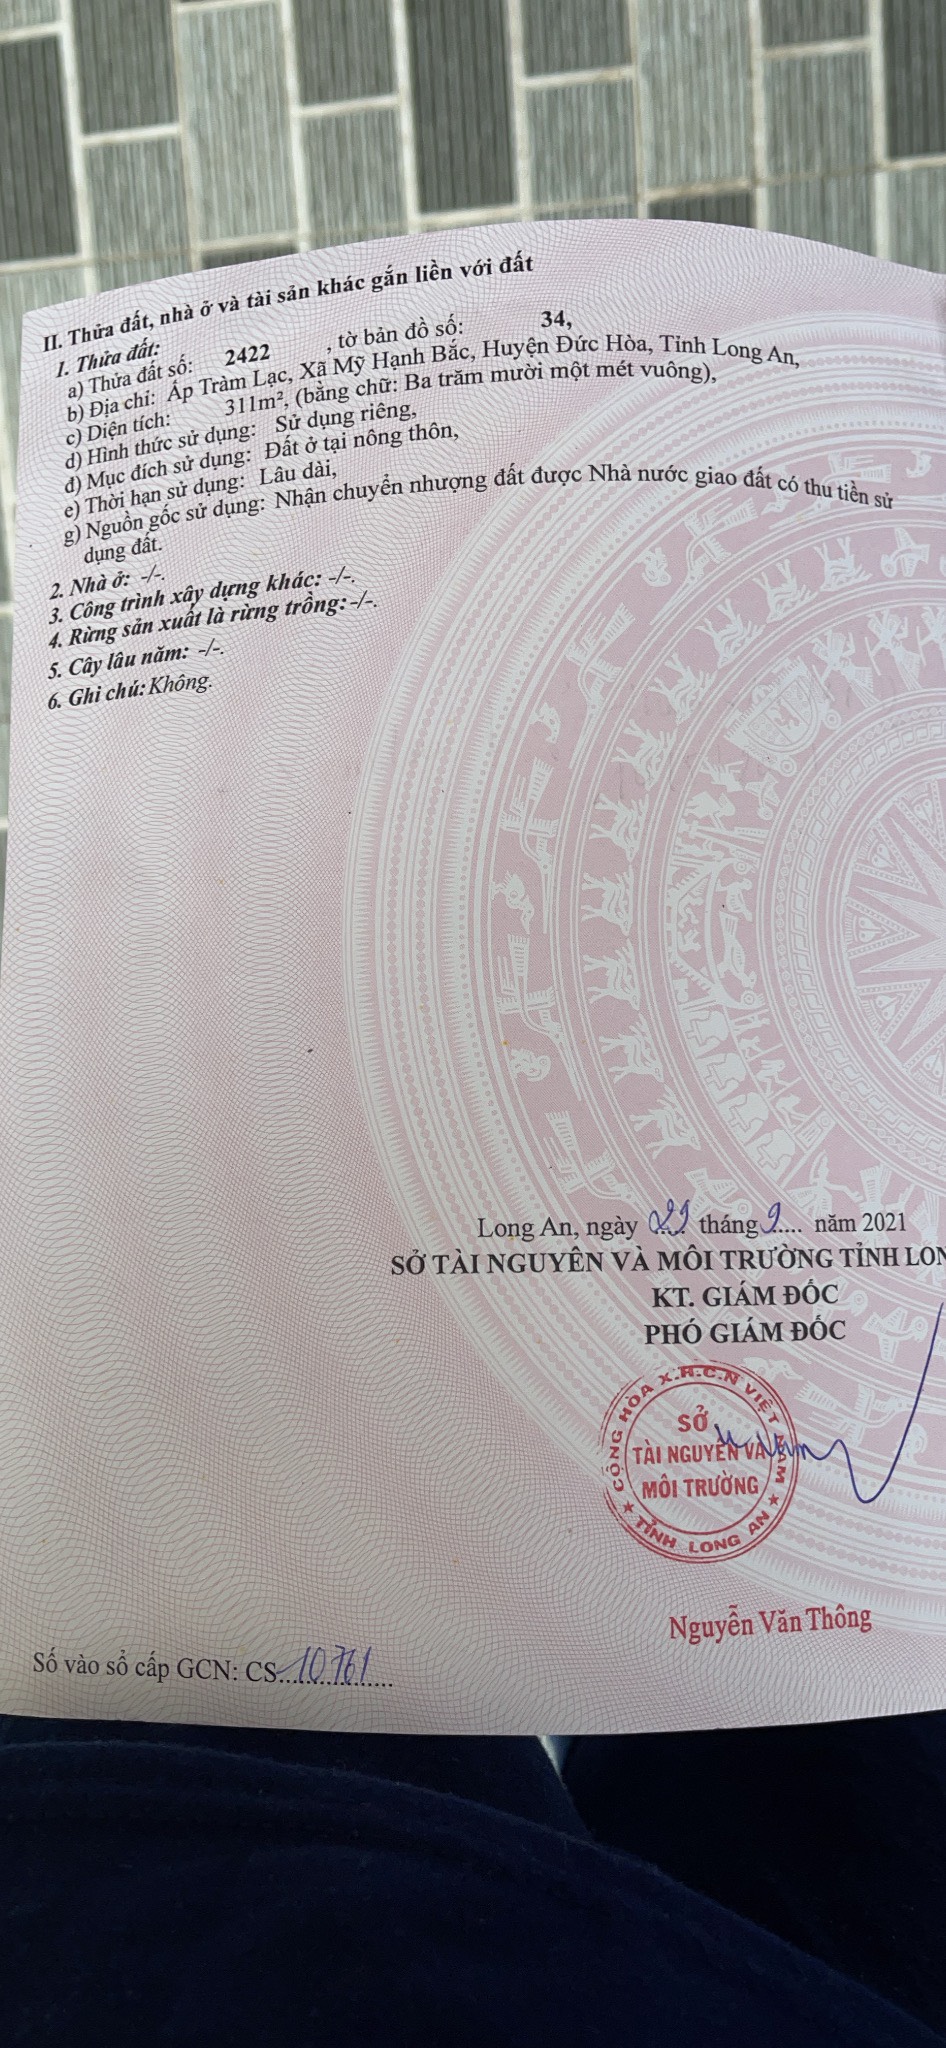 II. Thửa đất, nhà ở và tài sản khác gắn liền với đất
1. Thửa đất:
a) Thửa đất số: 2422 , tờ bản đồ số: 34,
b) Địa chỉ: Ấp Tràm Lạc, Xã Mỹ Hạnh Bắc, Huyện Đức Hòa, Tỉnh Long An,
c) Diện tích: 311m², (bằng chữ: Ba trăm mười một mét vuông),
d) Hình thức sử dụng: Sử dụng riêng,
đ) Mục đích sử dụng: Đất ở tại nông thôn,
e) Thời hạn sử dụng: Lâu dài,
g) Nguồn gốc sử dụng: Nhận chuyển nhượng đất được Nhà nước giao đất có thu tiền sử
dụng đất.
2. Nhà ở: -/-.
3. Công trình xây dựng khác: -/-.
4. Rừng sản xuất là rừng trồng: -/-.
5. Cây lâu năm: -/-.
6. Ghi chú: Không.
Long An, ngày 29 tháng 9 năm 2021
SỞ TÀI NGUYÊN VÀ MÔI TRƯỜNG TỈNH LON
KT. GIÁM ĐỐC
PHÓ GIÁM ĐỐC
CỘNG HÒA X.H.C.N VIỆT NAM
SỞ
TÀI NGUYÊN VÀ
MÔI TRƯỜNG
★ TỈNH LONG AN ★
Nguyễn Văn Thông
Số vào sổ cấp GCN: CS 10761